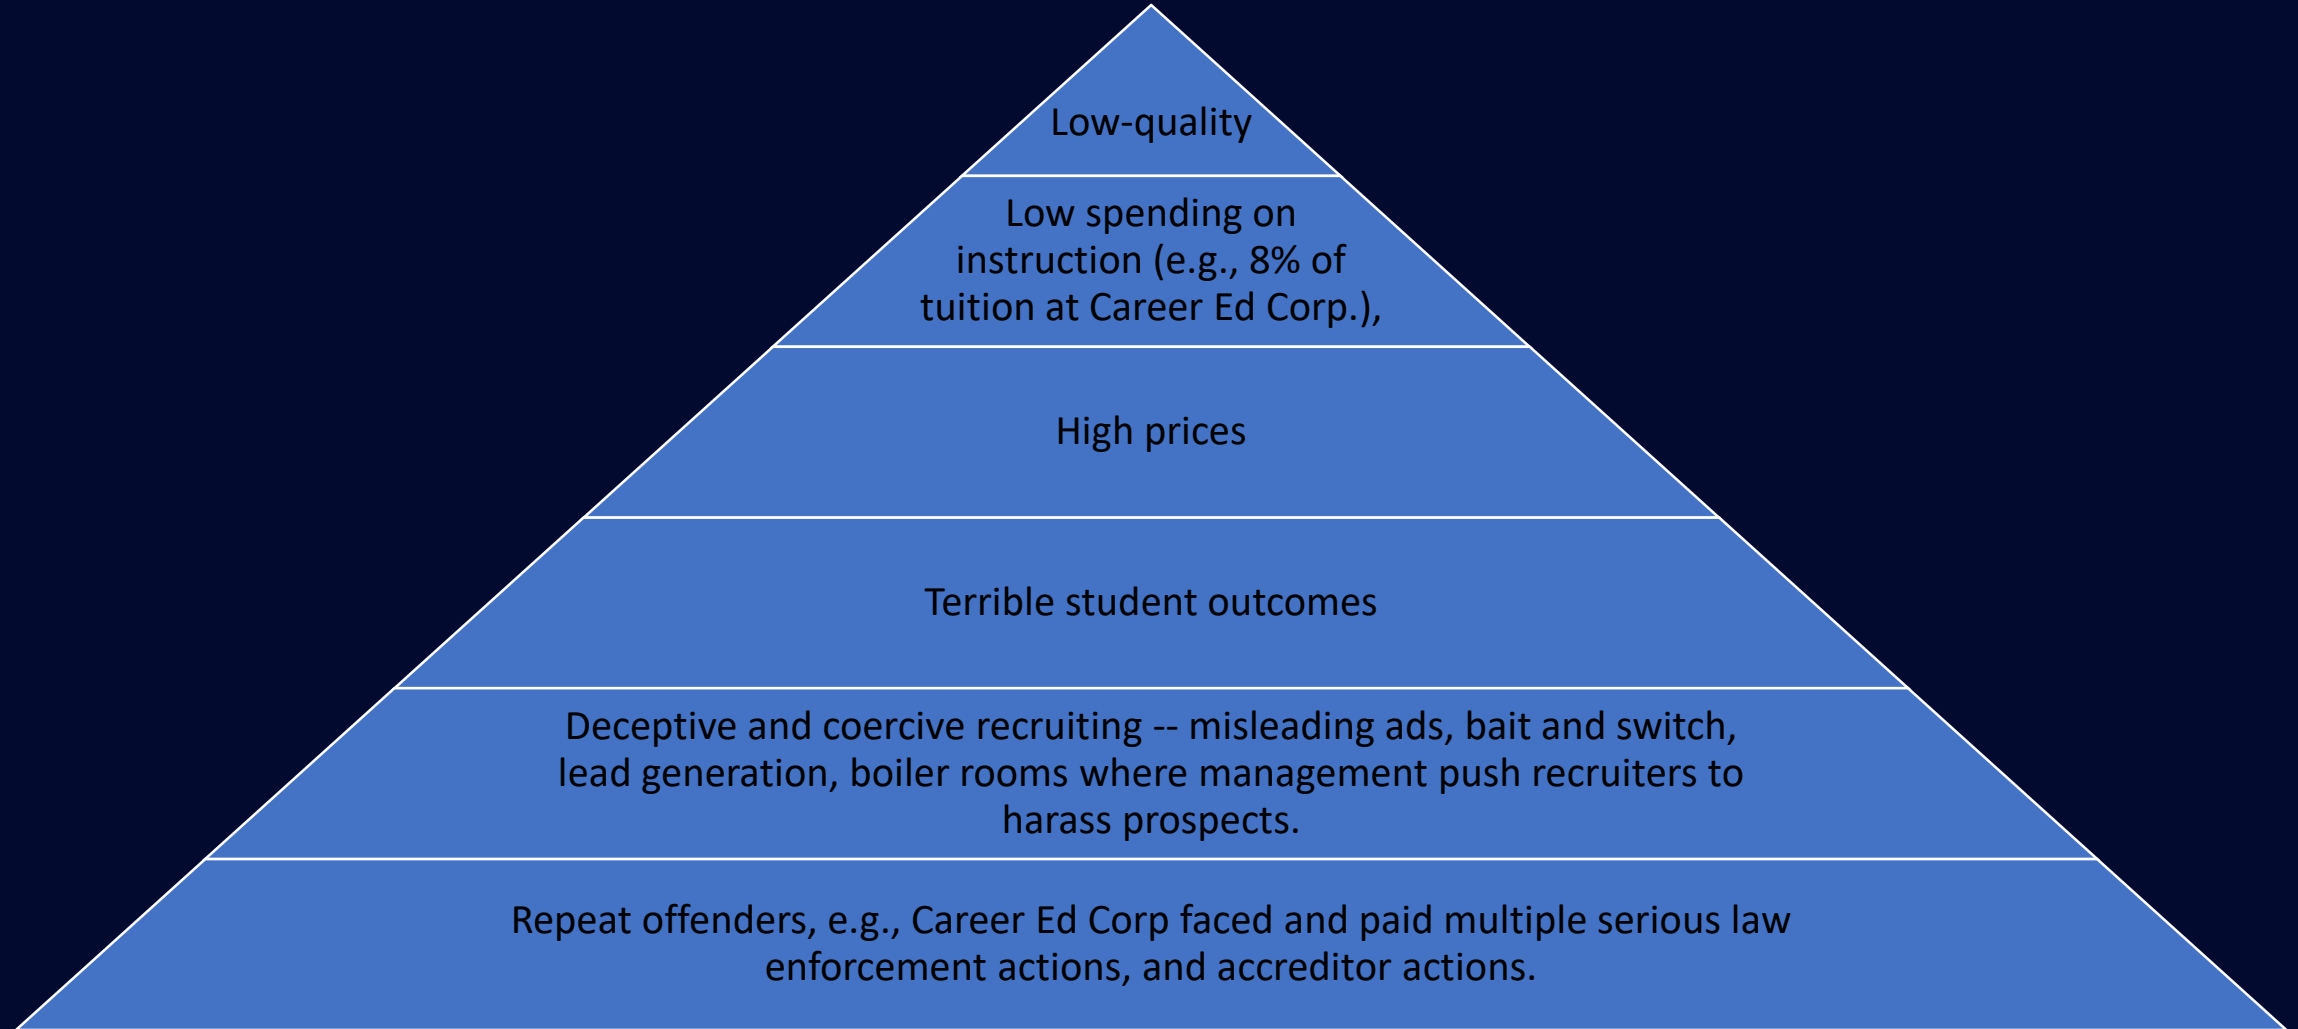 Low-quality
Low spending on
instruction (e.g., 8% of
tuition at Career Ed Corp.),
High prices
Terrible student outcomes
Deceptive and coercive recruiting -- misleading ads, bait and switch,
lead generation, boiler rooms where management push recruiters to
harass prospects.
Repeat offenders, e.g., Career Ed Corp faced and paid multiple serious law
enforcement actions, and accreditor actions.